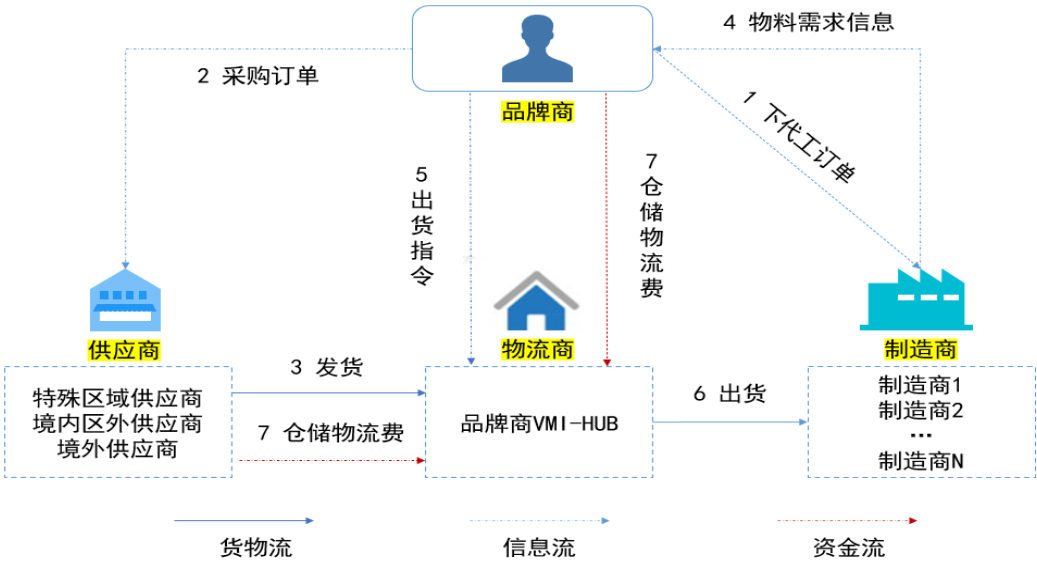 4 物料需求信息
2 采购订单
品牌商
1 下代工订单
5出货指令
7仓储物流费
供应商
物流商
制造商
3 发货
特殊区域供应商
境内区外供应商
境外供应商
7 仓储物流费
品牌商VMI-HUB
6 出货
制造商1
制造商2
…
制造商N
货物流
信息流
资金流